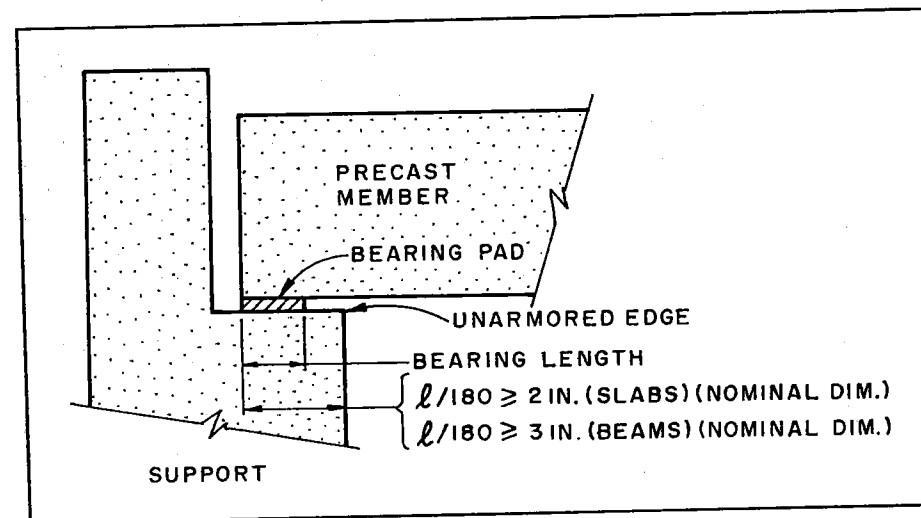 PRECAST
MEMBER
BEARING PAD
UNARMORED EDGE
BEARING LENGTH
ℓ/180 ≥ 2 IN. (SLABS) (NOMINAL DIM.)
ℓ/180 ≥ 3 IN. (BEAMS) (NOMINAL DIM.)
SUPPORT